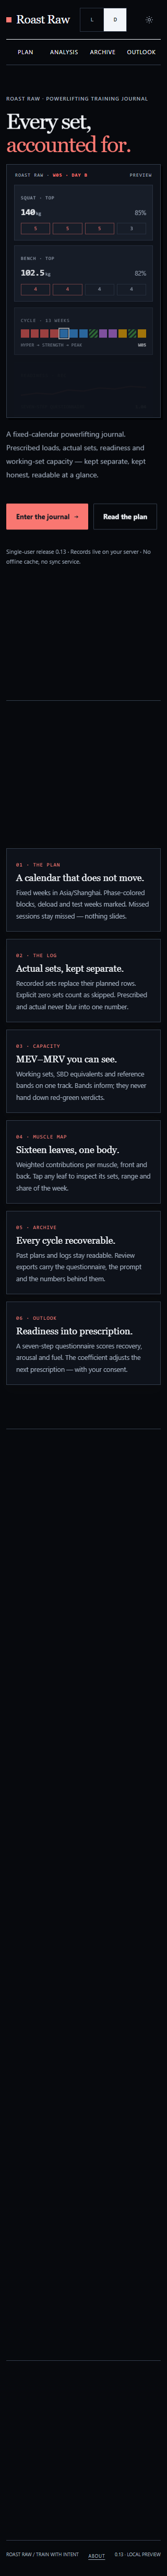 Roast Raw
L D
PLAN ANALYSIS ARCHIVE OUTLOOK
ROAST RAW · POWERLIFTING TRAINING JOURNAL
Every set,
accounted for.
ROAST RAW · W05 · DAY B PREVIEW
SQUAT · TOP
140kg 85%
5 5 5 5
BENCH · TOP
102.5kg 82%
4 4 4 4
CYCLE · 13 WEEKS
HYPER → STRENGTH → PEAK W05
A fixed-calendar powerlifting journal.
Prescribed loads, actual sets, readiness and
working-set capacity — kept separate, kept
honest, readable at a glance.
Enter the journal →
Read the plan
Single-user release 0.13 · Records live on your server · No
offline cache, no sync service.
01 · THE PLAN
A calendar that does not move.
Fixed weeks in Asia/Shanghai. Phase-colored
blocks, deload and test weeks marked. Missed
sessions stay missed — nothing slides.
02 · THE LOG
Actual sets, kept separate.
Recorded sets replace their planned rows.
Explicit zero sets count as skipped. Prescribed
and actual never blur into one number.
03 · CAPACITY
MEV–MRV you can see.
Working sets, SBD equivalents and reference
bands on one track. Bands inform; they never
hand down red-green verdicts.
04 · MUSCLE MAP
Sixteen leaves, one body.
Weighted contributions per muscle, front and
back. Tap any leaf to inspect its sets, range and
share of the week.
05 · ARCHIVE
Every cycle recoverable.
Past plans and logs stay readable. Review
exports carry the questionnaire, the prompt
and the numbers behind them.
06 · OUTLOOK
Readiness into prescription.
A seven-step questionnaire scores recovery,
arousal and fuel. The coefficient adjusts the
next prescription — with your consent.
ROAST RAW / TRAIN WITH INTENT ABOUT 0.13 · LOCAL PREVIEW